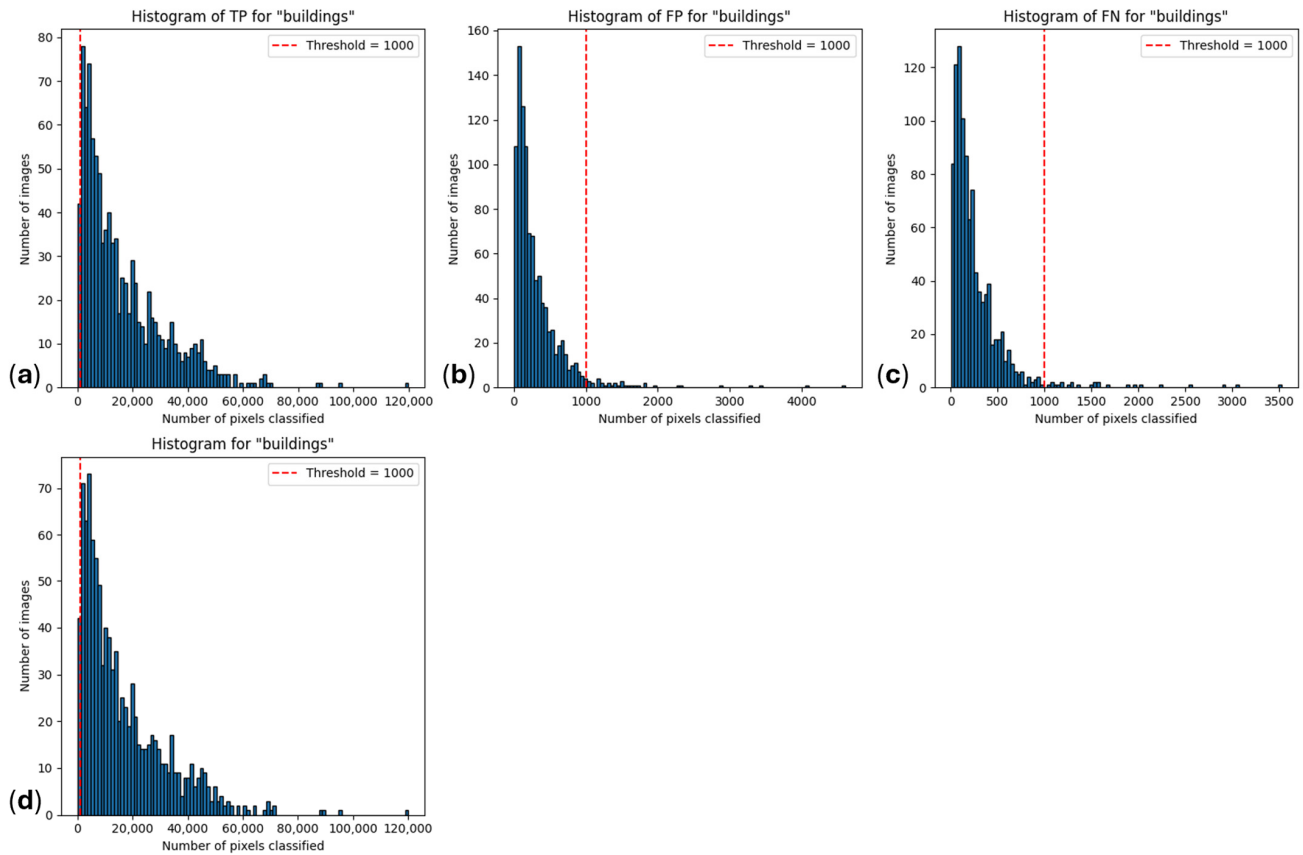 Histogram of TP for "buildings"
Threshold = 1000
80
70
60
50
40
30
20
10
0
Number of images
0 20,000 40,000 60,000 80,000 100,000 120,000
Number of pixels classified
(a)
Histogram of FP for "buildings"
Threshold = 1000
160
140
120
100
80
60
40
20
0
Number of images
0 1000 2000 3000 4000
Number of pixels classified
(b)
Histogram of FN for "buildings"
Threshold = 1000
120
100
80
60
40
20
0
Number of images
0 500 1000 1500 2000 2500 3000 3500
Number of pixels classified
(c)
Histogram for "buildings"
Threshold = 1000
70
60
50
40
30
20
10
0
Number of images
0 20,000 40,000 60,000 80,000 100,000 120,000
Number of pixels classified
(d)